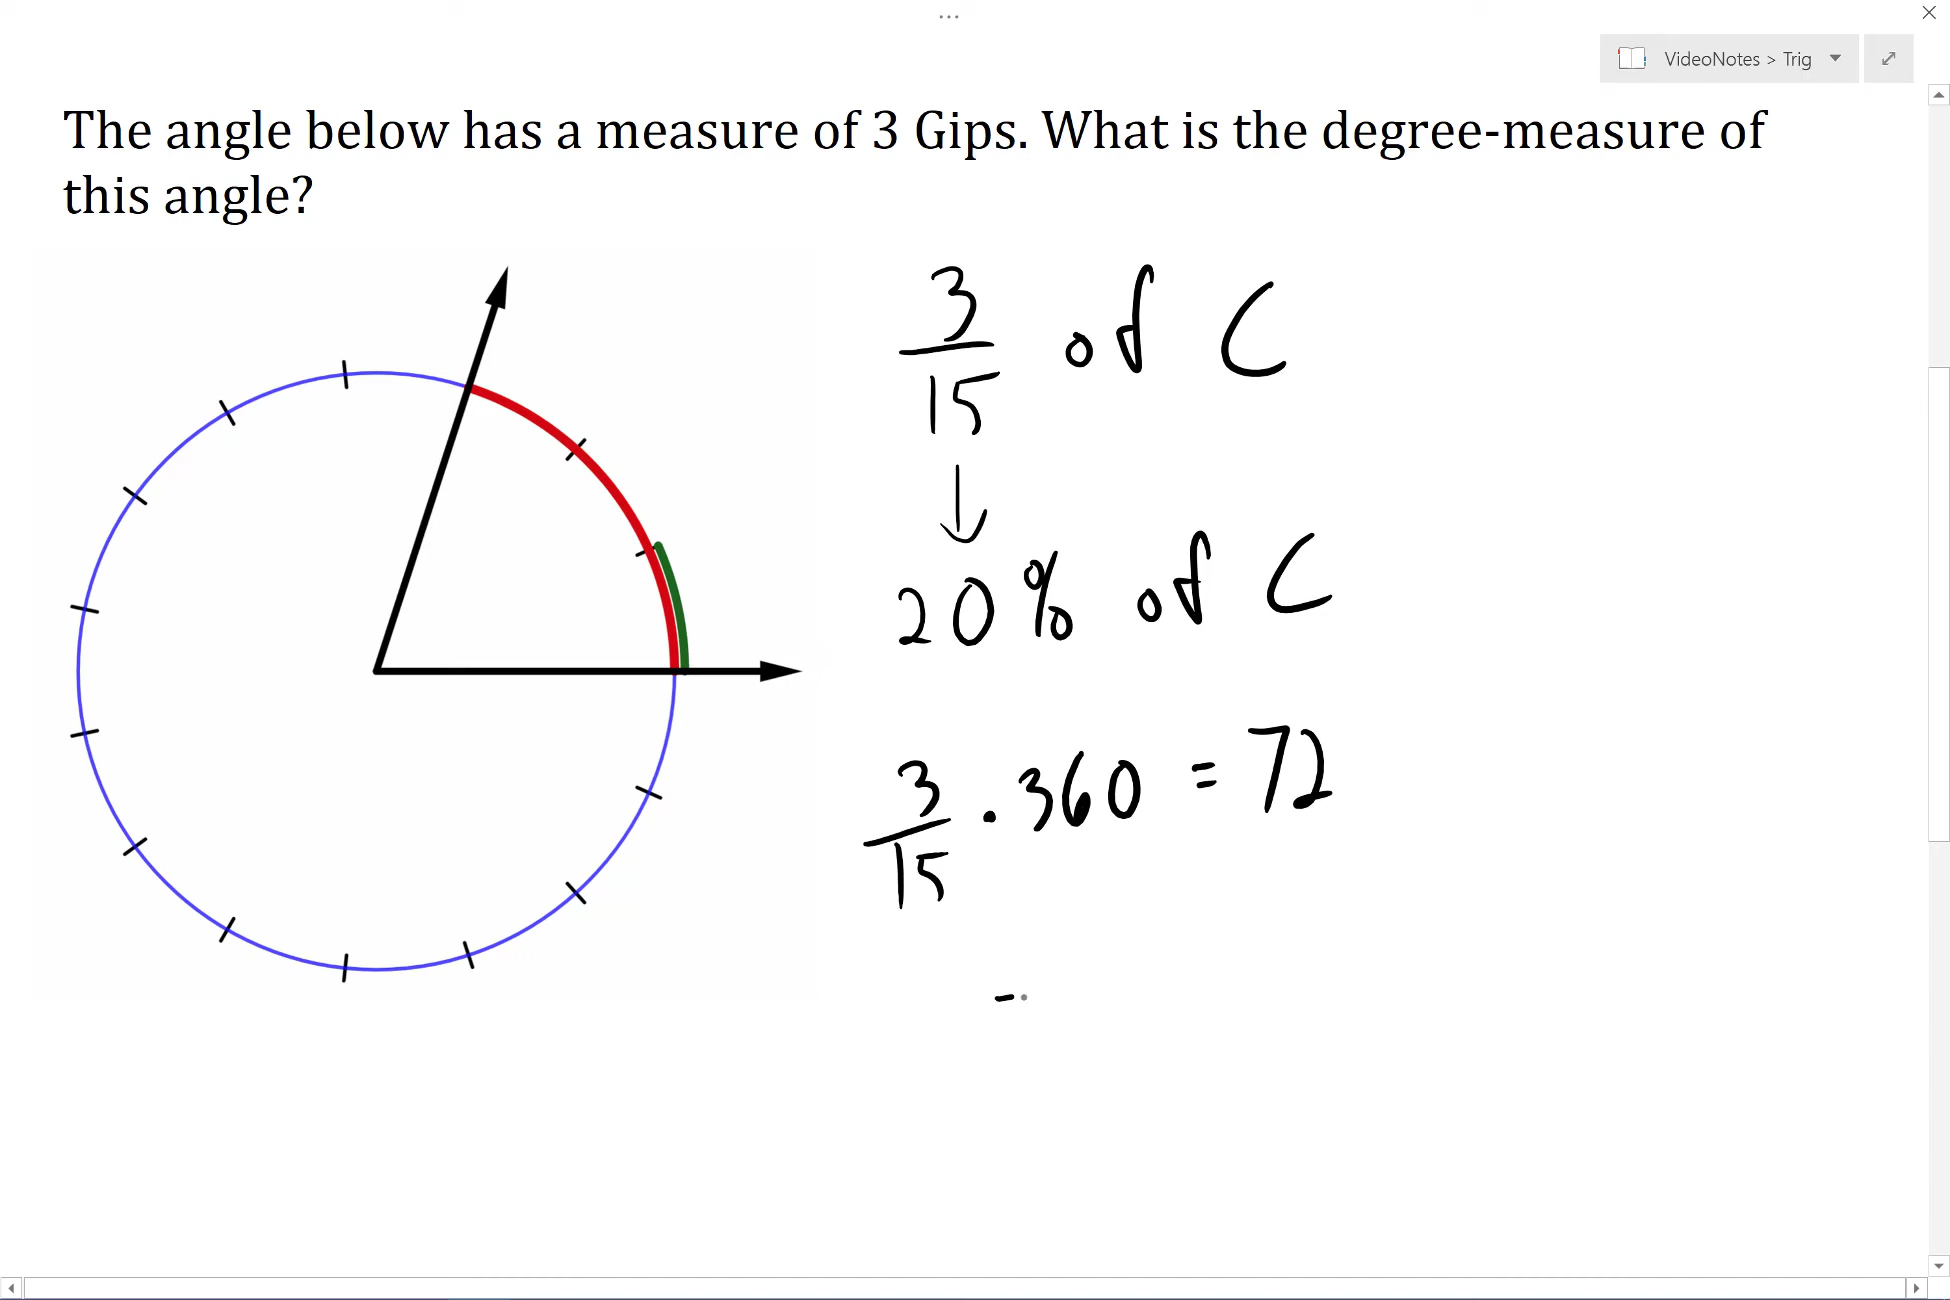 ...
VideoNotes > Trig
The angle below has a measure of 3 Gips. What is the degree-measure of
this angle?
3/15 of C
↓
20% of C
3/15 · 360 = 72